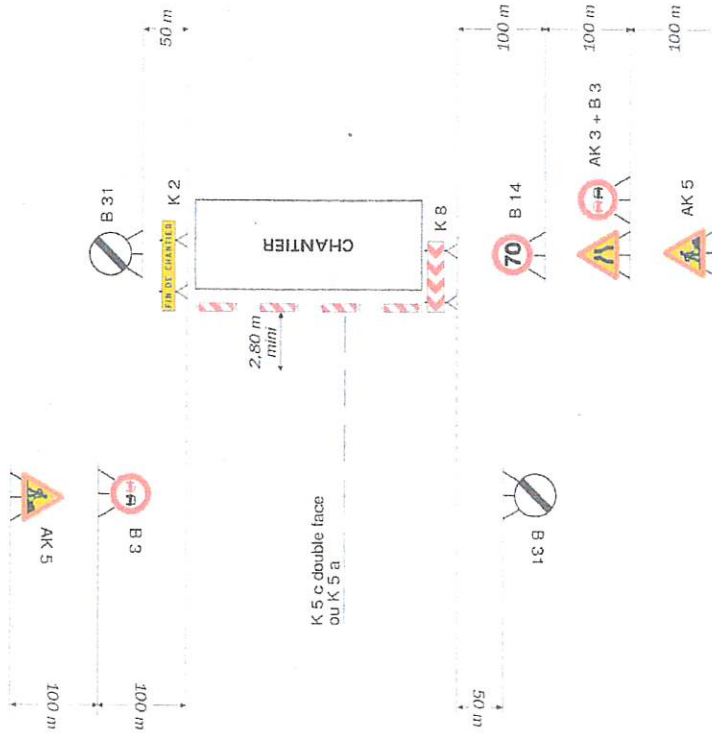 50 m
B 31
K 2
FIN DE CHANTIER
CHANTIER
K 8
2,80 m
mini
K 5 c double face
ou K 5 a
AK 5
B 3
100 m
100 m
70
B 14
AK 3 + B 3
AK 5
100 m
100 m
100 m
B 31
50 m